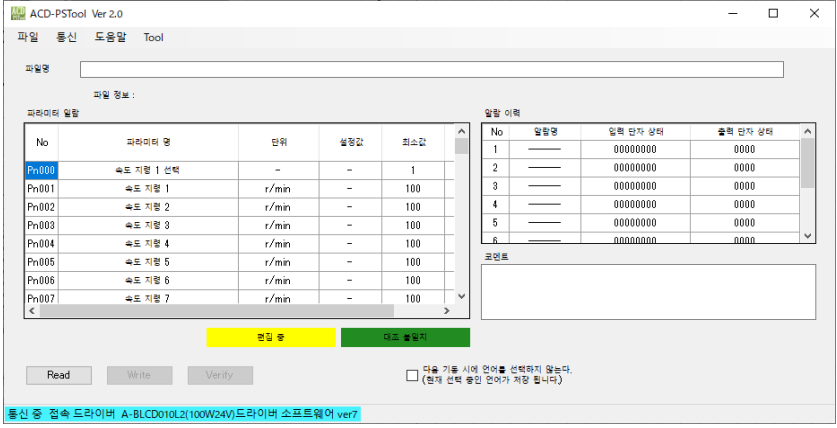 ACD-PSTool Ver 2.0
파일 통신 도움말 Tool
파일명
파일 정보 :
파라미터 일람
No 파라미터 명 단위 설정값 최소값
Pn000 속도 지령 1 선택 - - 1
Pn001 속도 지령 1 r/min - 100
Pn002 속도 지령 2 r/min - 100
Pn003 속도 지령 3 r/min - 100
Pn004 속도 지령 4 r/min - 100
Pn005 속도 지령 5 r/min - 100
Pn006 속도 지령 6 r/min - 100
Pn007 속도 지령 7 r/min - 100
알람 이력
No 알람명 입력 단자 상태 출력 단자 상태
1 ――― 00000000 0000
2 ――― 00000000 0000
3 ――― 00000000 0000
4 ――― 00000000 0000
5 ――― 00000000 0000
6 ――― 00000000 0000
코멘트
편집 중 대조 불일치
Read Write Verify
다음 기동 시에 언어를 선택하지 않는다.
(현재 선택 중인 언어가 저장 됩니다.)
통신 중 접속 드라이버 A-BLCD010L2(100W24V)드라이버 소프트웨어 ver7